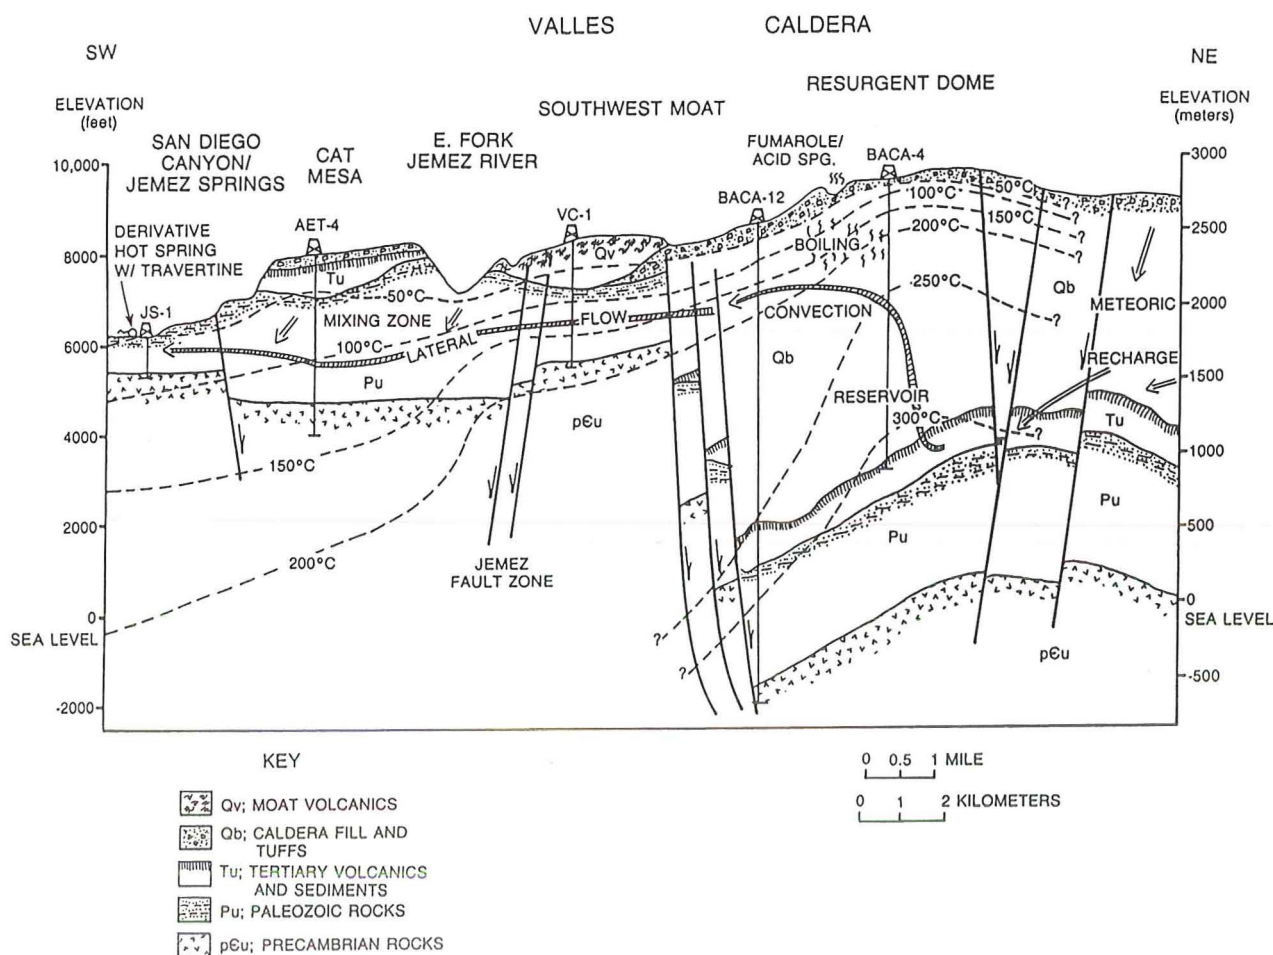 VALLES CALDERA
SW
NE
RESURGENT DOME
ELEVATION
(feet)
ELEVATION
(meters)
SOUTHWEST MOAT
SAN DIEGO
CANYON/
JEMEZ SPRINGS
CAT
MESA
E. FORK
JEMEZ RIVER
FUMAROLE/
ACID SPG.
BACA-4
BACA-12
VC-1
AET-4
DERIVATIVE
HOT SPRING
W/ TRAVERTINE
JS-1
10,000
8000
6000
4000
2000
0
SEA LEVEL
-2000
3000
2500
2000
1500
1000
500
0
SEA LEVEL
-500
50°C
100°C
150°C
200°C
250°C
300°C
?
?
?
?
?
BOILING
Qv
Tu
50°C
MIXING ZONE
100°C
LATERAL
FLOW
CONVECTION
Qb
Qb
METEORIC
RECHARGE
RESERVOIR
Pu
pЄu
Tu
Pu
Pu
150°C
200°C
JEMEZ
FAULT ZONE
?
?
pЄu
KEY
Qv; MOAT VOLCANICS
Qb; CALDERA FILL AND
TUFFS
Tu; TERTIARY VOLCANICS
AND SEDIMENTS
Pu; PALEOZOIC ROCKS
pЄu; PRECAMBRIAN ROCKS
0 0.5 1 MILE
0 1 2 KILOMETERS